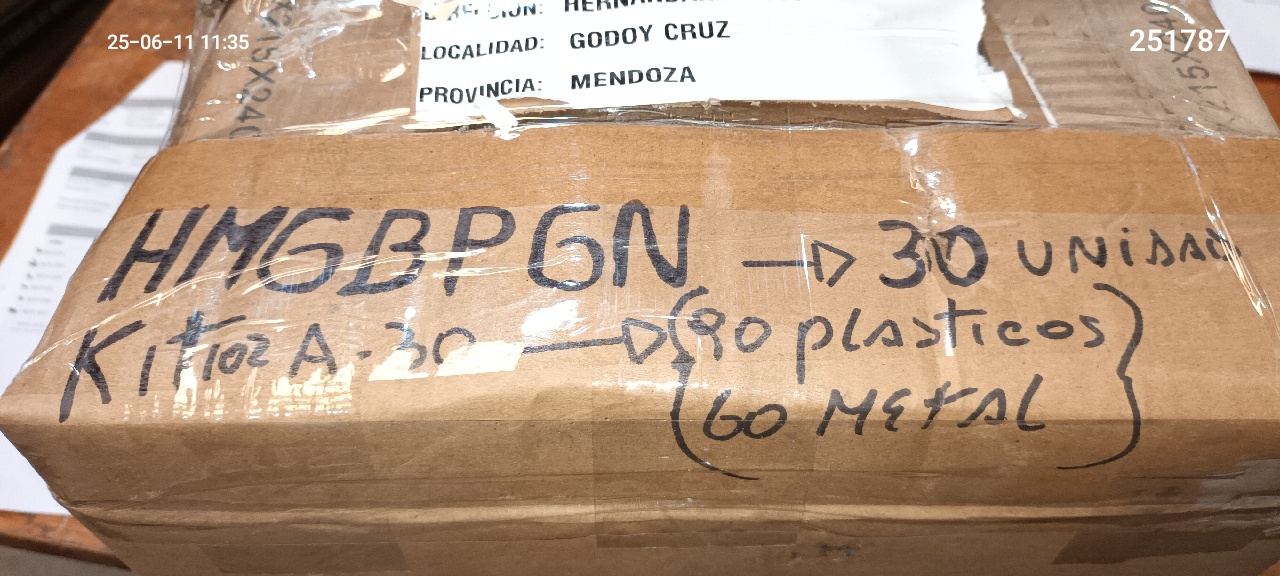 25-06-11 11:35
251787
DIRECCION:
LOCALIDAD: GODOY CRUZ
PROVINCIA: MENDOZA
HMGBPGN → 30 UNIDAD
Kit A-30 → {90 plasticos
60 METAL}